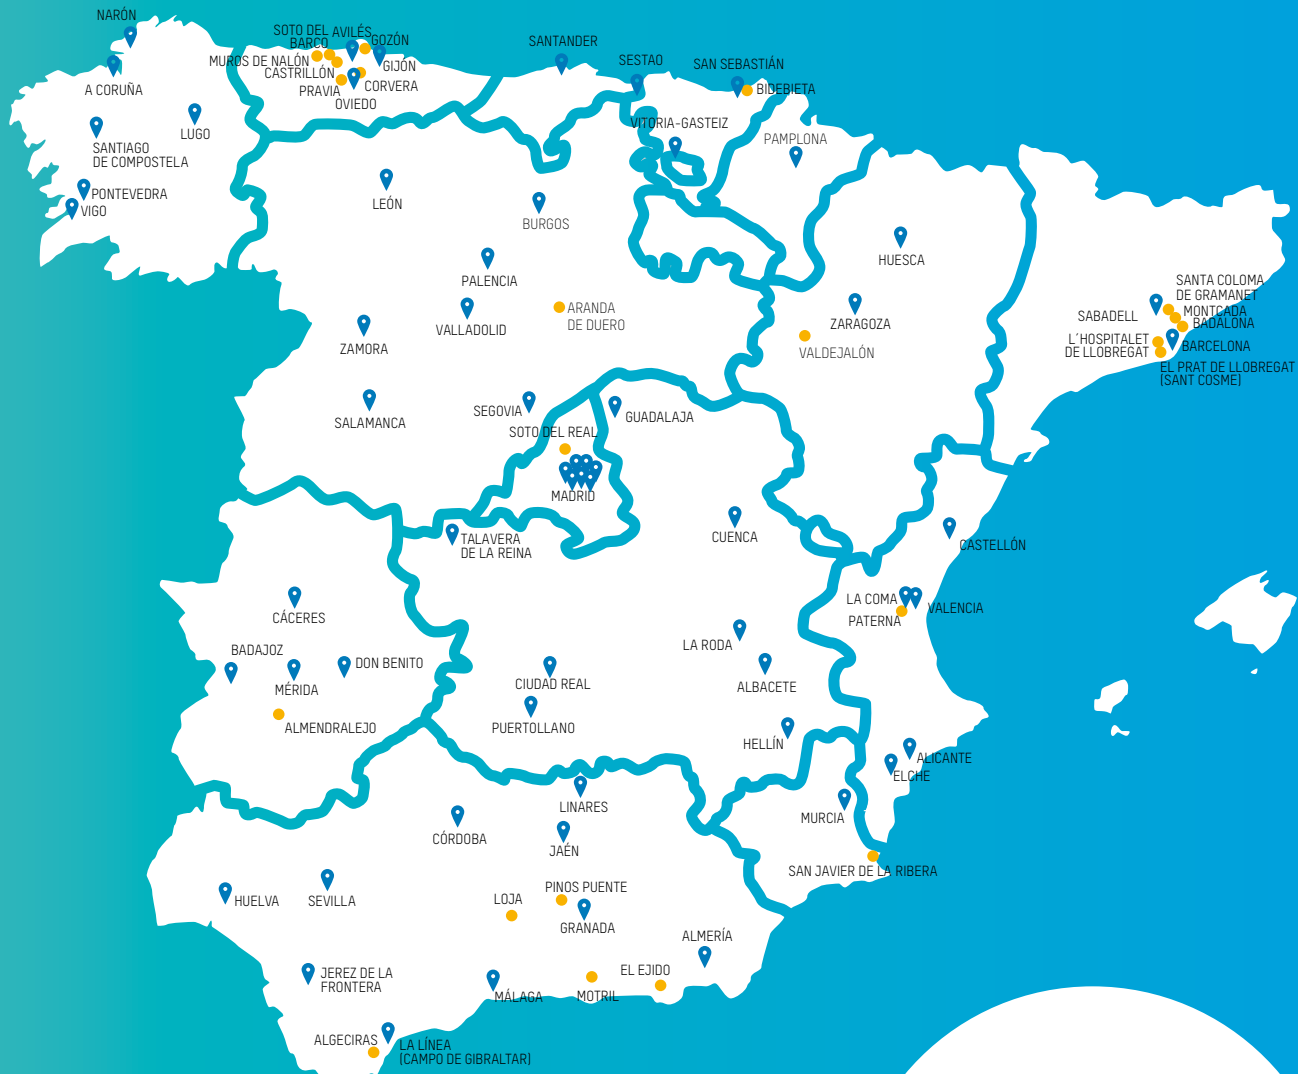 NARÓN
A CORUÑA
LUGO
SANTIAGO
DE COMPOSTELA
PONTEVEDRA
VIGO
SOTO DEL
BARCO
AVILÉS
GOZÓN
MUROS DE NALÓN
GIJÓN
CASTRILLÓN
CORVERA
PRAVIA
OVIEDO
SANTANDER
SESTAO
SAN SEBASTIÁN
BIDEBIETA
VITORIA-GASTEIZ
PAMPLONA
LEÓN
BURGOS
PALENCIA
VALLADOLID
ARANDA
DE DUERO
ZAMORA
SALAMANCA
SEGOVIA
HUESCA
ZARAGOZA
VALDEJALÓN
SANTA COLOMA
DE GRAMANET
MONTCADA
BADALONA
SABADELL
L´HOSPITALET
DE LLOBREGAT
BARCELONA
EL PRAT DE LLOBREGAT
(SANT COSME)
GUADALAJA
SOTO DEL REAL
MADRID
TALAVERA
DE LA REINA
CUENCA
CASTELLÓN
LA COMA
PATERNA
VALENCIA
CÁCERES
BADAJOZ
MÉRIDA
DON BENITO
ALMENDRALEJO
CIUDAD REAL
PUERTOLLANO
LA RODA
ALBACETE
HELLÍN
ALICANTE
ELCHE
MURCIA
SAN JAVIER DE LA RIBERA
LINARES
CÓRDOBA
JAÉN
HUELVA
SEVILLA
LOJA
PINOS PUENTE
GRANADA
ALMERÍA
EL EJIDO
MOTRIL
MÁLAGA
JEREZ DE LA
FRONTERA
ALGECIRAS
LA LÍNEA
(CAMPO DE GIBRALTAR)